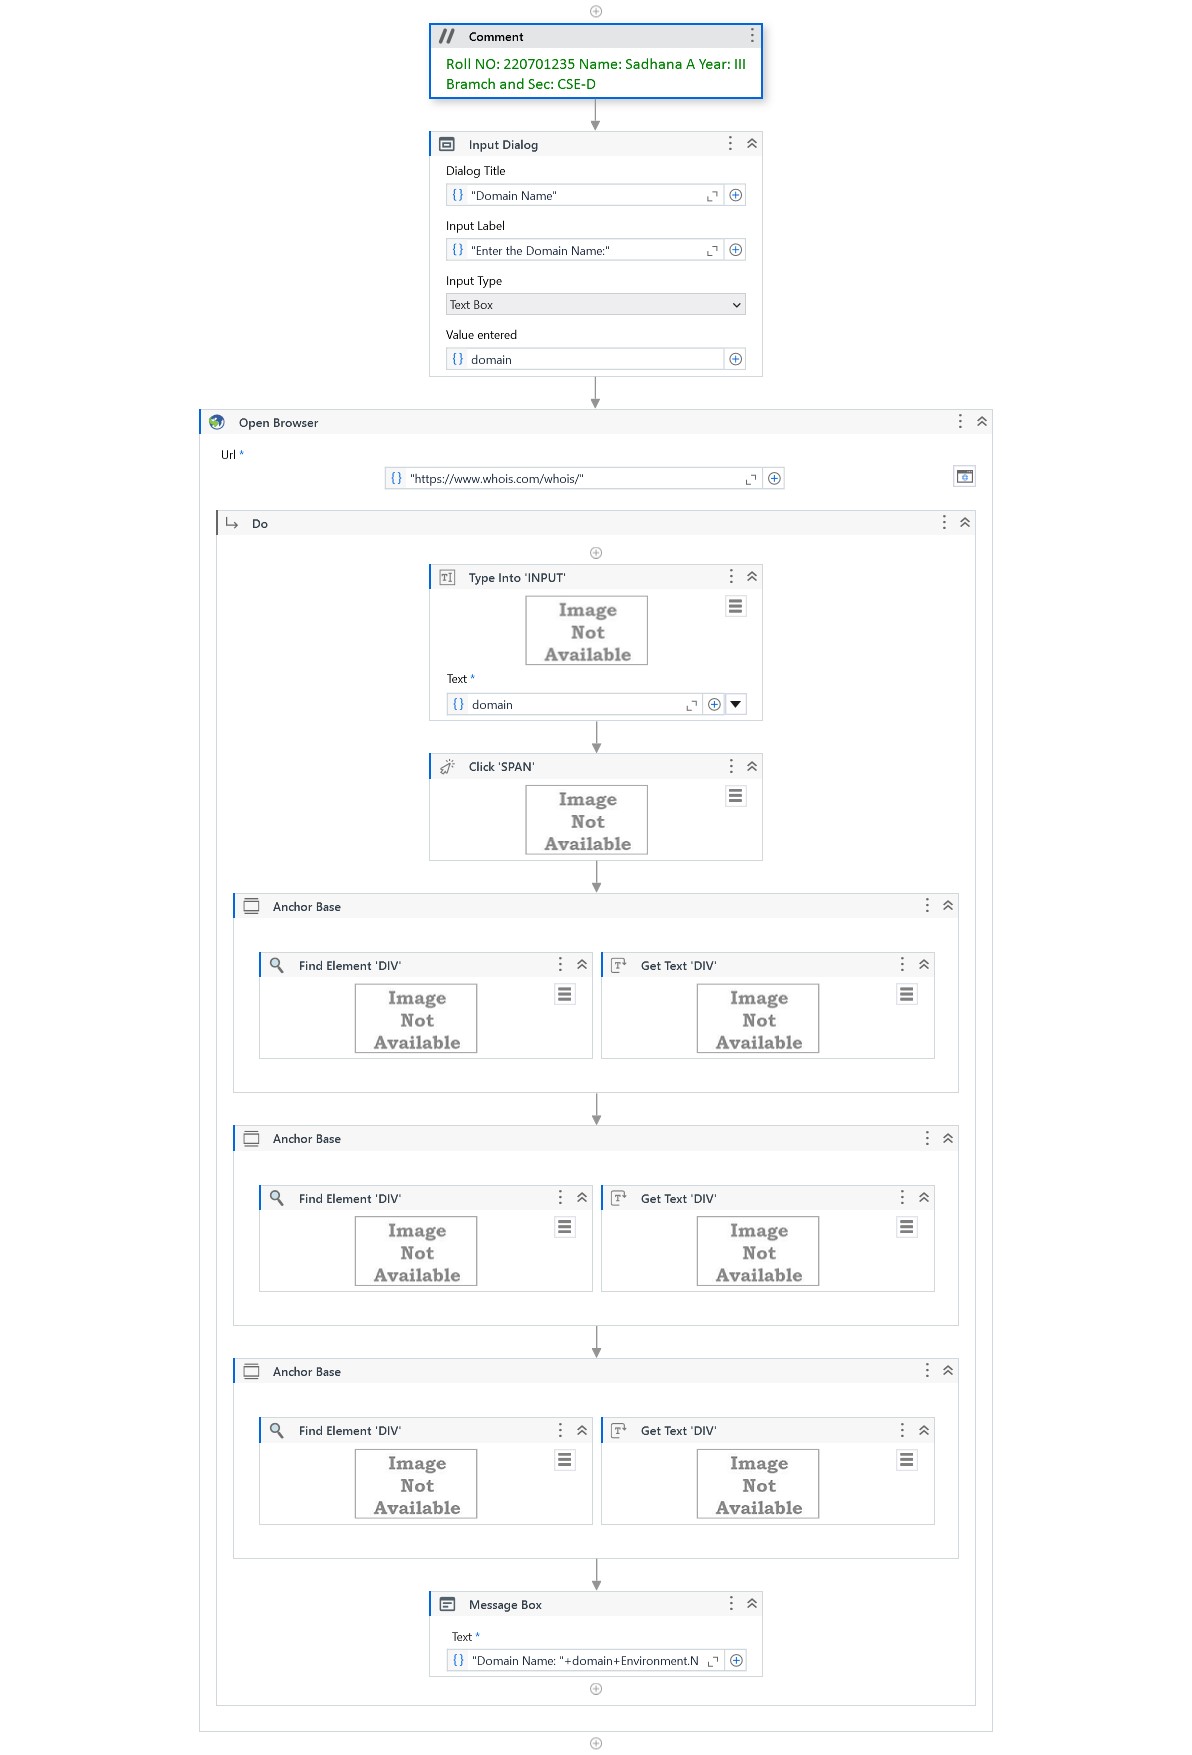 Comment
Roll NO: 220701235 Name: Sadhana A Year: III
Bramch and Sec: CSE-D
Input Dialog
Dialog Title
"Domain Name"
Input Label
"Enter the Domain Name:"
Input Type
Text Box
Value entered
domain
Open Browser
Url *
"https://www.whois.com/whois/"
Do
Type Into 'INPUT'
Image
Not
Available
Text *
domain
Click 'SPAN'
Image
Not
Available
Anchor Base
Find Element 'DIV'
Image
Not
Available
Get Text 'DIV'
Image
Not
Available
Anchor Base
Find Element 'DIV'
Image
Not
Available
Get Text 'DIV'
Image
Not
Available
Anchor Base
Find Element 'DIV'
Image
Not
Available
Get Text 'DIV'
Image
Not
Available
Message Box
Text *
"Domain Name: "+domain+Environment.N